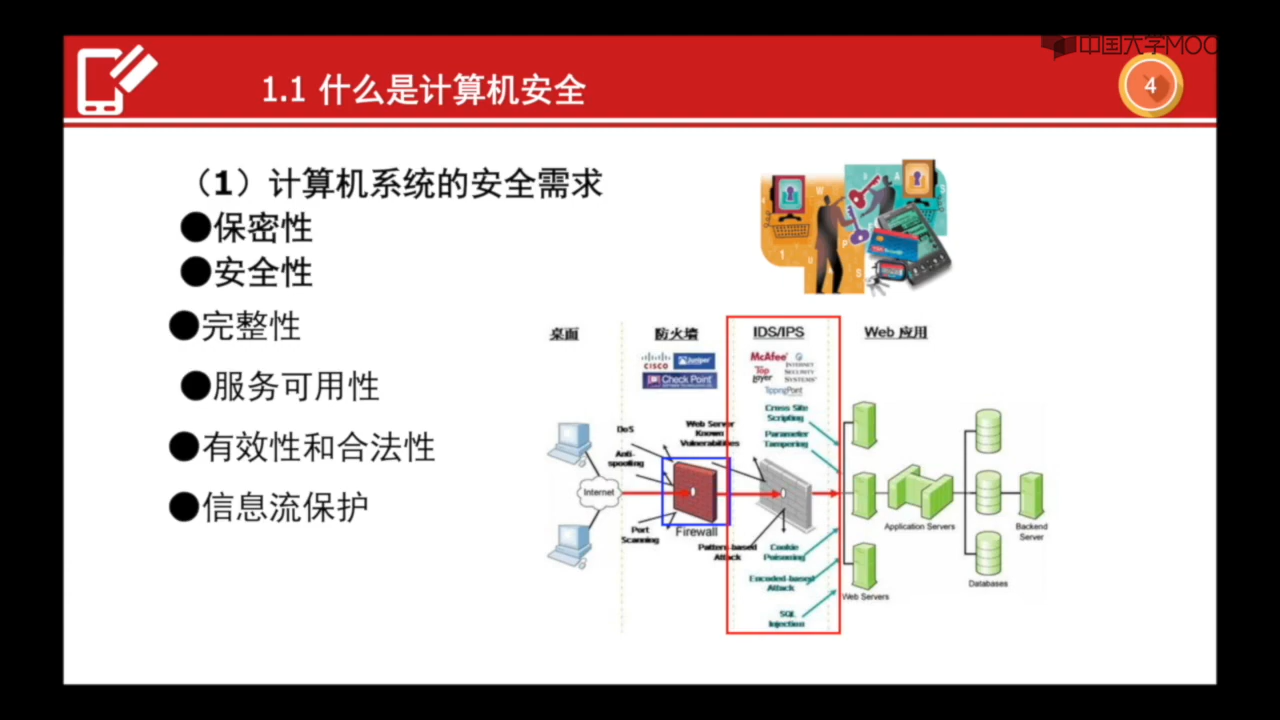 中国大学MOO
1.1 什么是计算机安全
4
（1）计算机系统的安全需求
●保密性
●安全性
●完整性
●服务可用性
●有效性和合法性
●信息流保护
桌面
防火墙
IDS/IPS
Web 应用
CISCO
Juniper
Check Point
McAfee
Top Layer
INTERNET
SECURITY
SYSTEMS
TippingPoint
DoS
Anti-
spoofing
Web Server
Known
Vulnerabilities
Cross Site
Scripting
Parameter
Tampering
Internet
Port
Scanning
Firewall
Pattern-based
Attack
Cookie
Poisoning
Encoded-based
Attack
SQL
Injection
Web Servers
Application Servers
Databases
Backend
Server